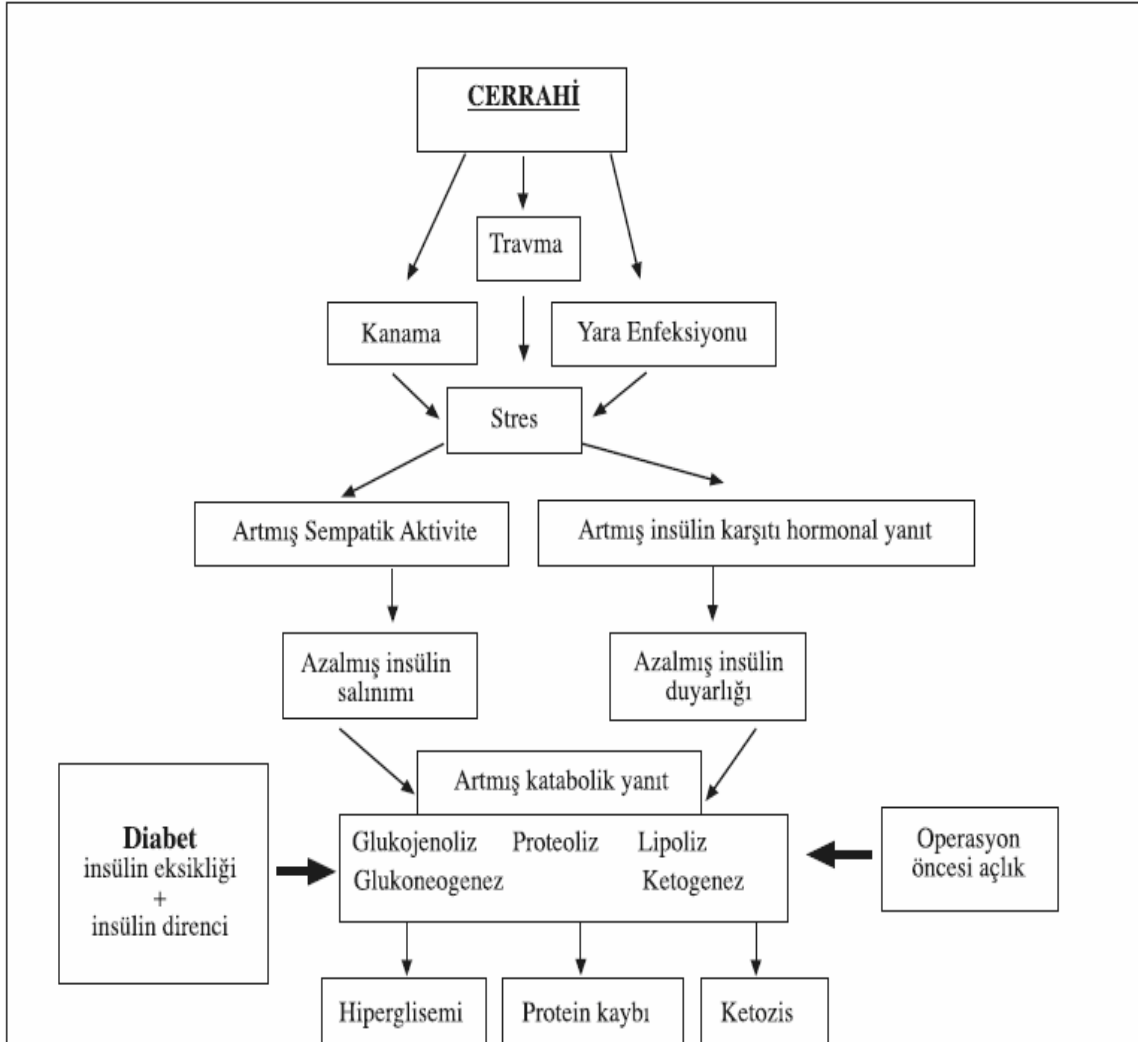 CERRAHİ
Travma
Kanama
Yara Enfeksiyonu
Stres
Artmış Sempatik Aktivite
Artmış insülin karşıtı hormonal yanıt
Azalmış insülin
salınımı
Azalmış insülin
duyarlığı
Artmış katabolik yanıt
Diabet
insülin eksikliği
+
insülin direnci
Glukojenoliz Proteoliz Lipoliz
Glukoneogenez Ketogenez
Operasyon
öncesi açlık
Hiperglisemi
Protein kaybı
Ketozis